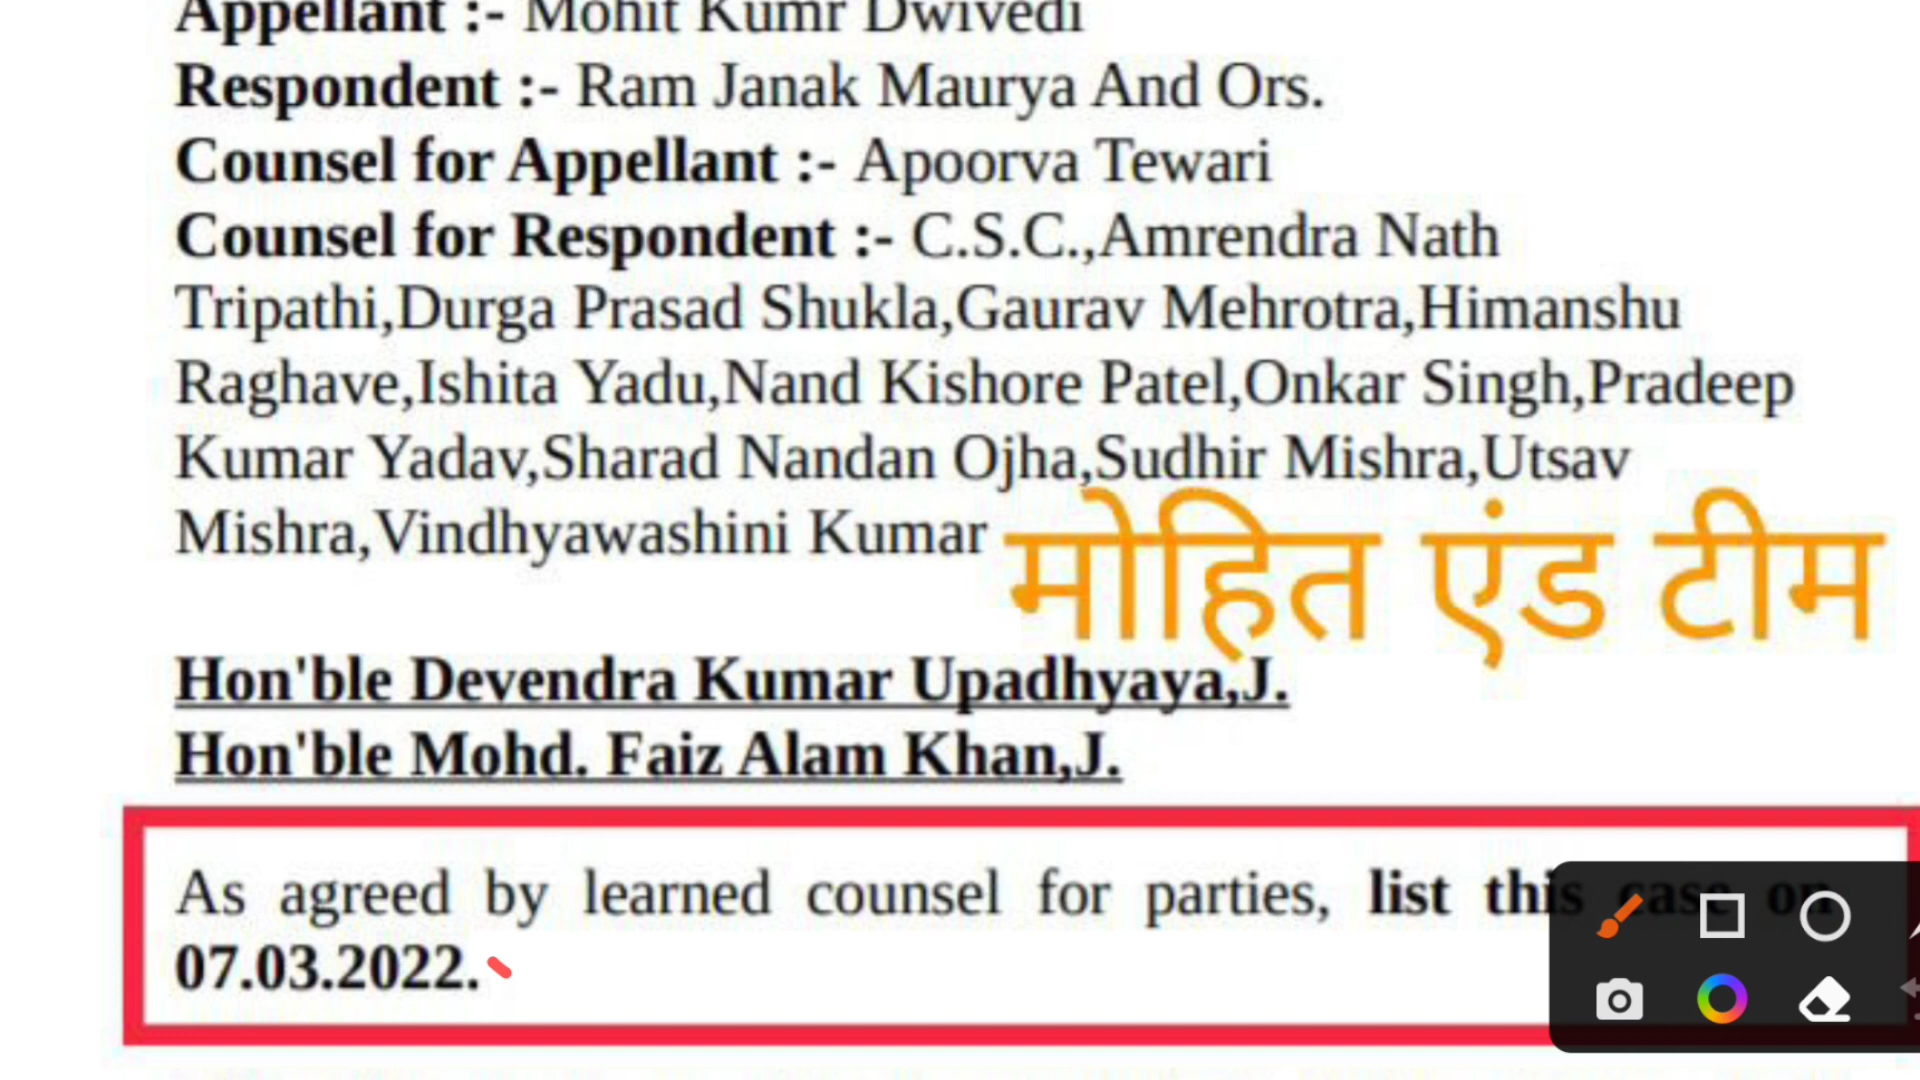 Appellant :- Mohit Kumr Dwivedi
Respondent :- Ram Janak Maurya And Ors.
Counsel for Appellant :- Apoorva Tewari
Counsel for Respondent :- C.S.C.,Amrendra Nath
Tripathi,Durga Prasad Shukla,Gaurav Mehrotra,Himanshu
Raghave,Ishita Yadu,Nand Kishore Patel,Onkar Singh,Pradeep
Kumar Yadav,Sharad Nandan Ojha,Sudhir Mishra,Utsav
Mishra,Vindhyawashini Kumar
मोहित एंड टीम
Hon'ble Devendra Kumar Upadhyaya,J.
Hon'ble Mohd. Faiz Alam Khan,J.
As agreed by learned counsel for parties, list this case on
07.03.2022.